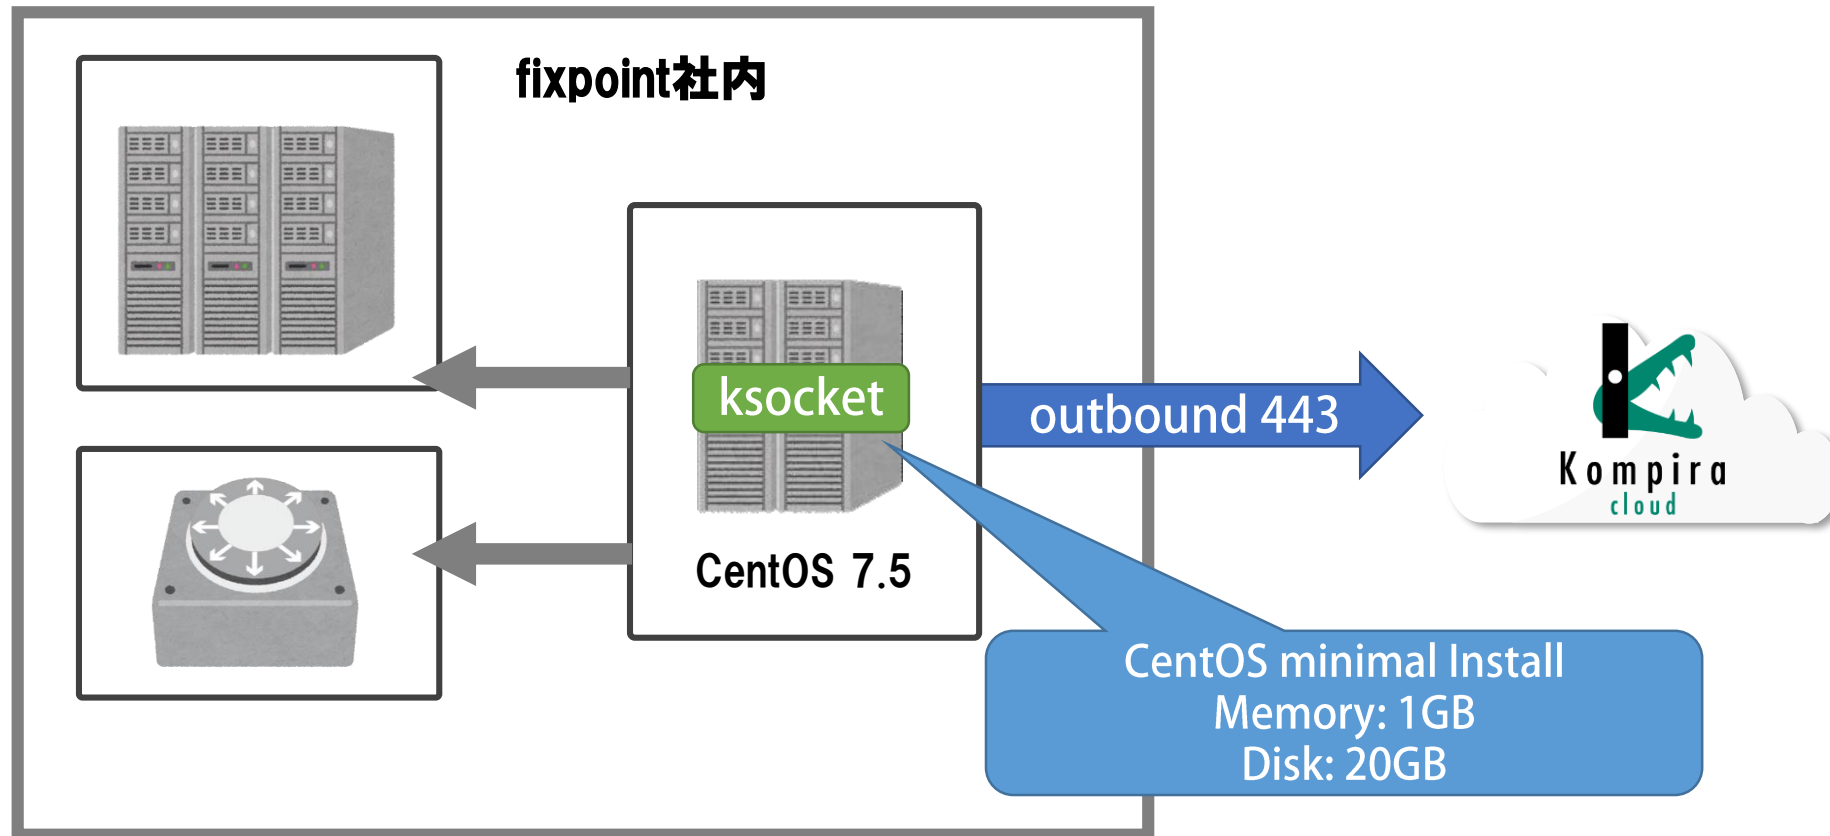 fixpoint社内
ksocket
CentOS 7.5
outbound 443
Kompira
cloud
CentOS minimal Install
Memory: 1GB
Disk: 20GB